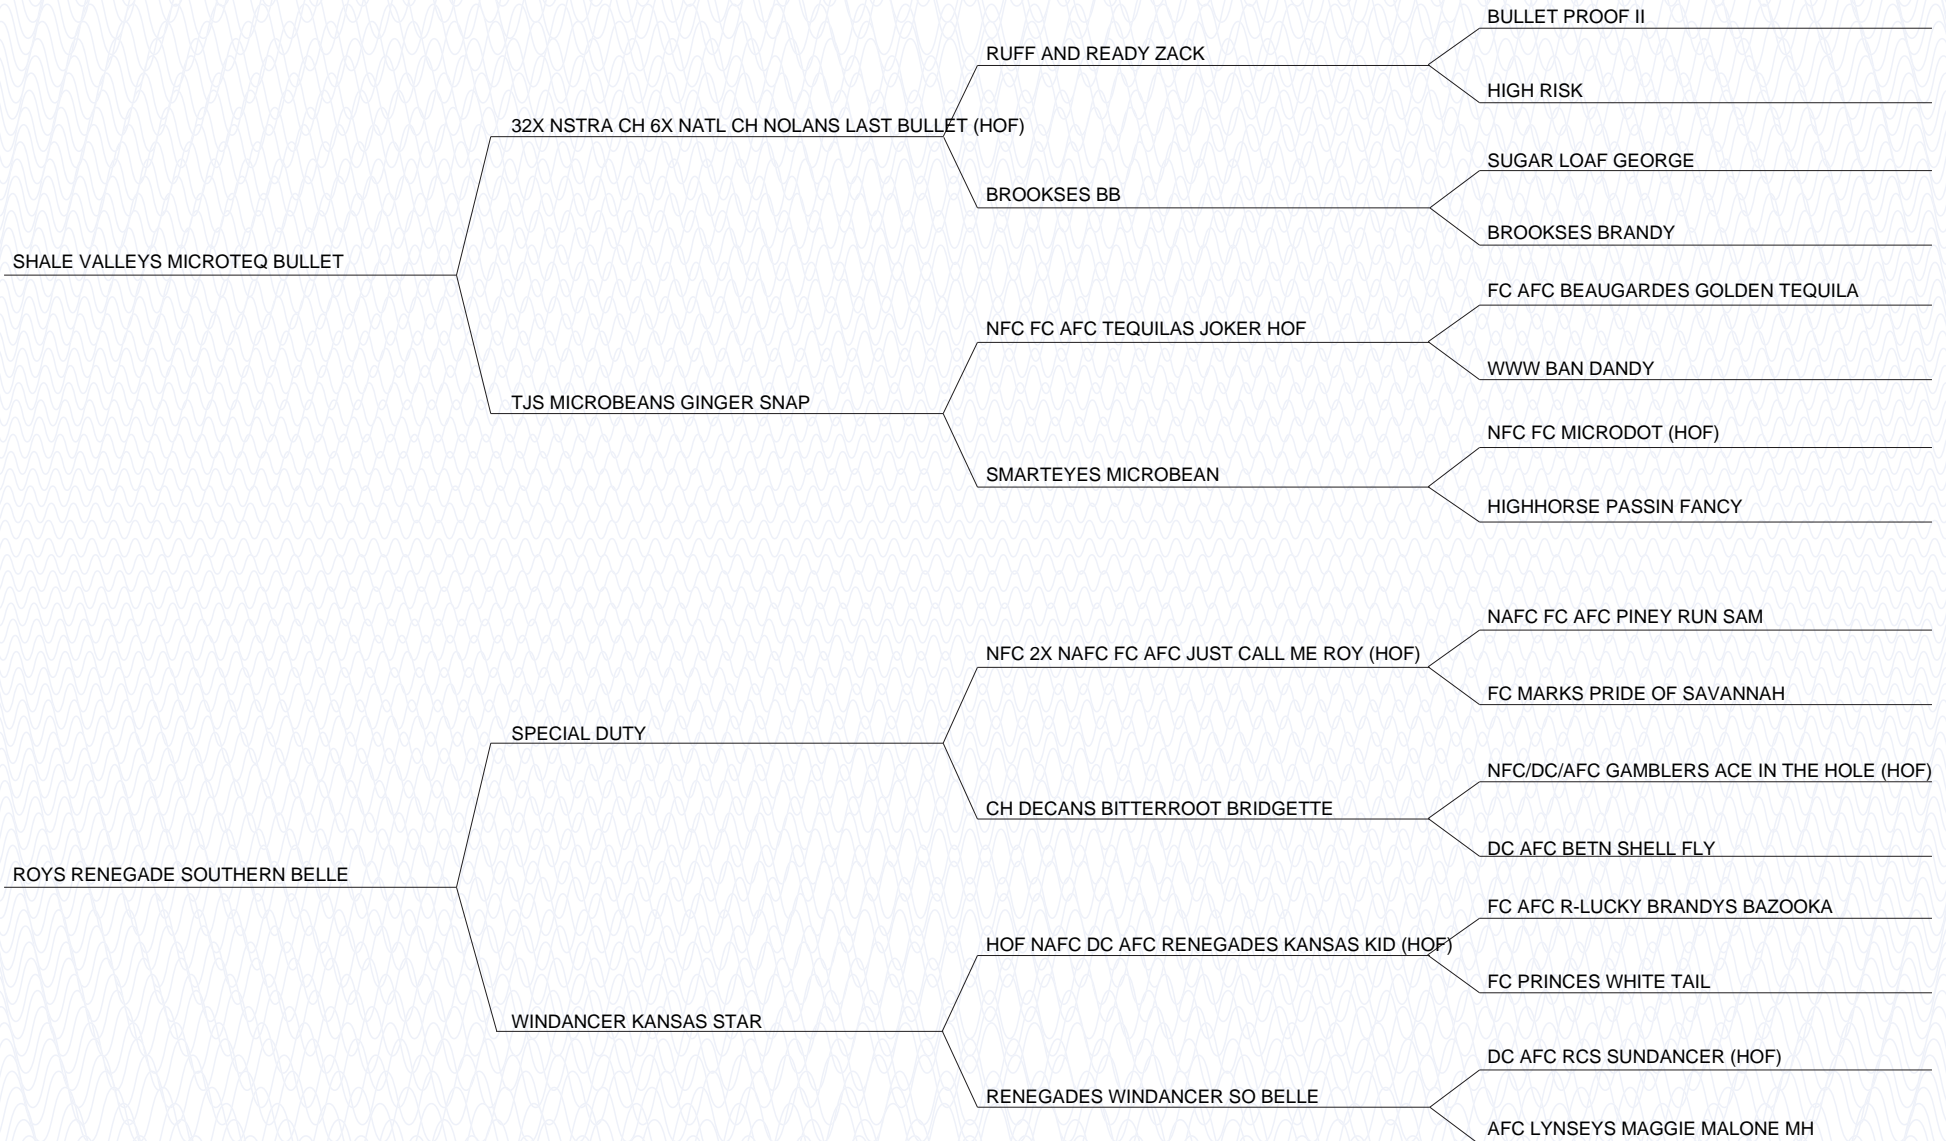 BULLET PROOF II
RUFF AND READY ZACK
HIGH RISK
32X NSTRA CH 6X NATL CH NOLANS LAST BULLET (HOF)
SUGAR LOAF GEORGE
BROOKSES BB
BROOKSES BRANDY
SHALE VALLEYS MICROTEQ BULLET
FC AFC BEAUGARDES GOLDEN TEQUILA
NFC FC AFC TEQUILAS JOKER HOF
WWW BAN DANDY
TJS MICROBEANS GINGER SNAP
NFC FC MICRODOT (HOF)
SMARTEYES MICROBEAN
HIGHHORSE PASSIN FANCY
NAFC FC AFC PINEY RUN SAM
NFC 2X NAFC FC AFC JUST CALL ME ROY (HOF)
FC MARKS PRIDE OF SAVANNAH
SPECIAL DUTY
NFC/DC/AFC GAMBLERS ACE IN THE HOLE (HOF)
CH DECANS BITTERROOT BRIDGETTE
DC AFC BETN SHELL FLY
ROYS RENEGADE SOUTHERN BELLE
FC AFC R-LUCKY BRANDYS BAZOOKA
HOF NAFC DC AFC RENEGADES KANSAS KID (HOF)
FC PRINCES WHITE TAIL
WINDANCER KANSAS STAR
DC AFC RCS SUNDANCER (HOF)
RENEGADES WINDANCER SO BELLE
AFC LYNSEYS MAGGIE MALONE MH